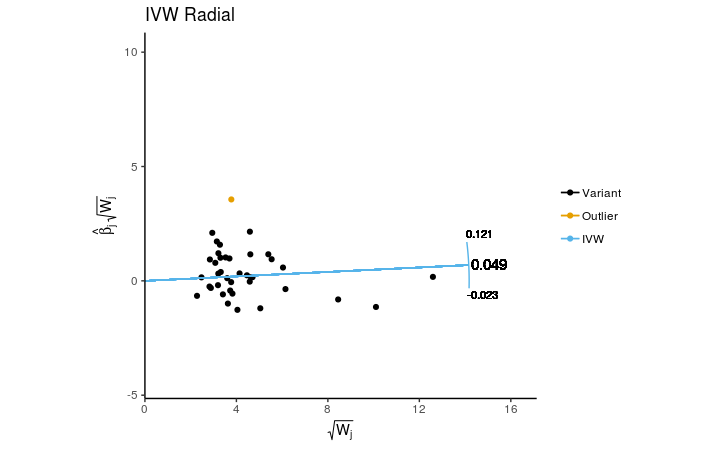 IVW Radial
10
5
0
-5
β̂ⱼ√Wⱼ
0.121
0.049
-0.023
Variant
Outlier
IVW
0 4 8 12 16
√Wⱼ